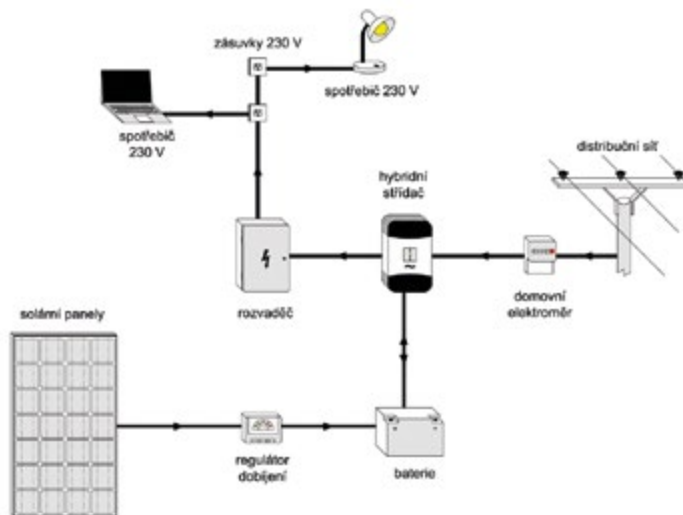 zásuvky 230 V
spotřebič 230 V
spotřebič
230 V
distribuční síť
hybridní
střídač
domovní
elektroměr
rozvaděč
solární panely
regulátor
dobíjení
baterie